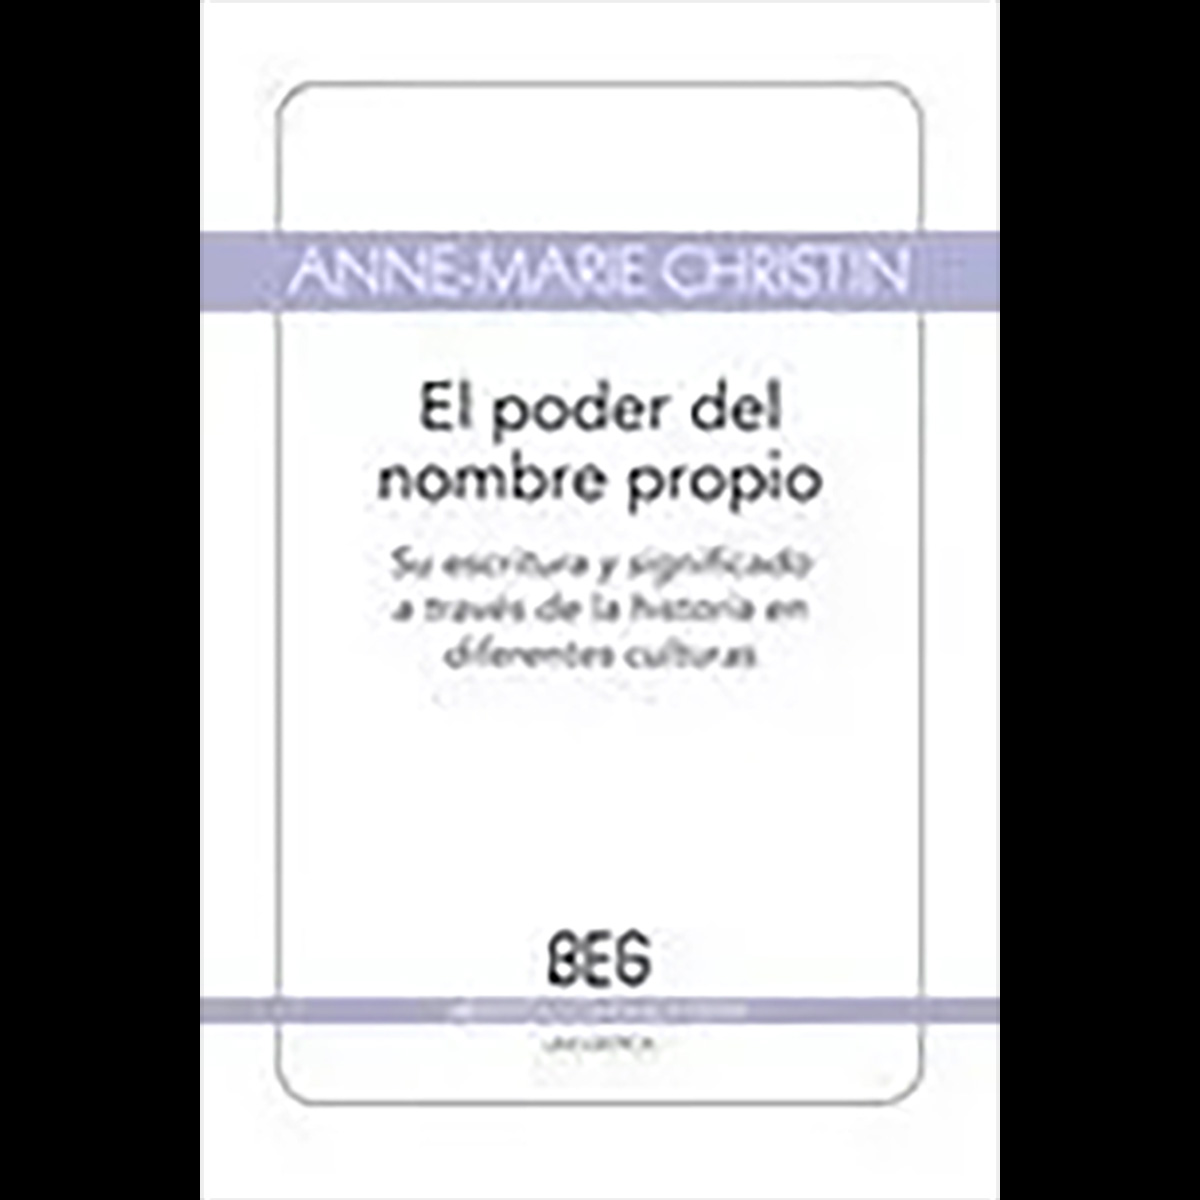 ANNE-MARIE CHRISTIN
El poder del
nombre propio
Su escritura y significado
a través de la historia en
diferentes culturas
BEG